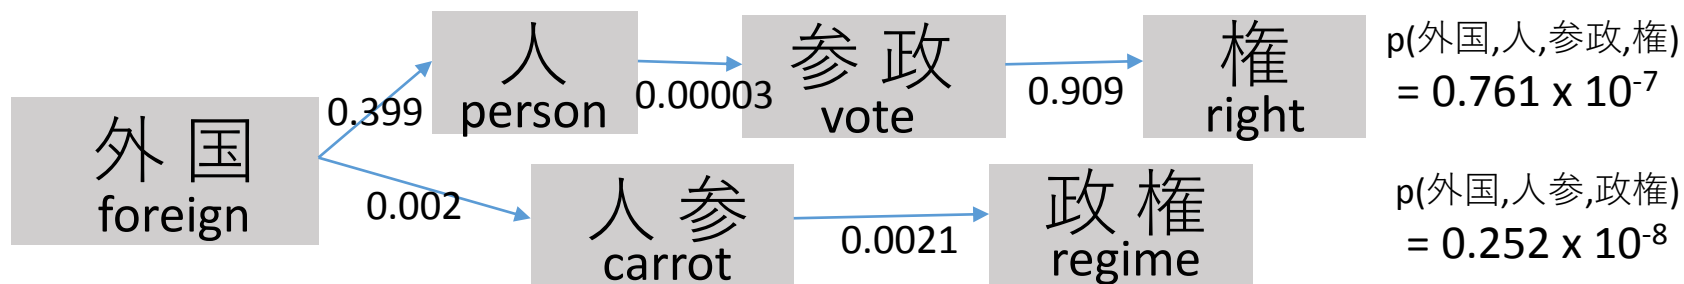 外国
foreign
0.399
人
person
0.00003
参政
vote
0.909
権
right
p(外国,人,参政,権)
= 0.761 x 10-7
0.002
人参
carrot
0.0021
政権
regime
p(外国,人参,政権)
= 0.252 x 10-8